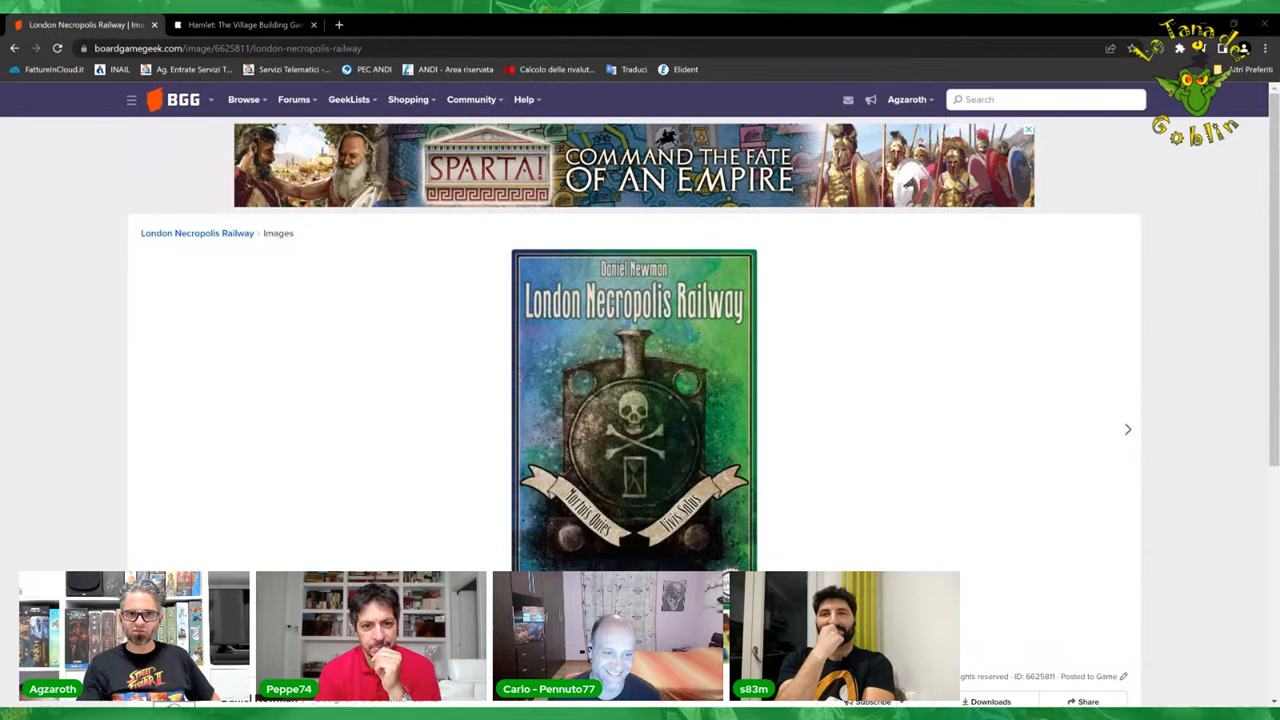 London Necropolis Railway | Ima
Hamlet: The Village Building Ga
boardgamegeek.com/image/6625811/london-necropolis-railway
FattureInCloud.it
INAIL
Ag. Entrate Servizi T...
Servizi Telematici -...
PEC ANDI
ANDI - Area riservata
Calcolo delle rivalut...
Traduci
Elident
Altri Preferiti
La Tana dei Goblin
BGG
Browse
Forums
GeekLists
Shopping
Community
Help
Agzaroth
Search
SPARTA!
COMMAND THE FATE
OF AN EMPIRE
London Necropolis Railway › Images
Daniel Newman
London Necropolis Railway
Mortuis Quies
Vivis Salus
Agzaroth
Peppe74
Carlo - Pennuto77
s83m
ghts reserved · ID: 6625811 · Posted to Game
Subscribe
Downloads
Share